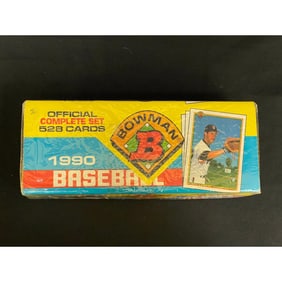 OFFICIAL
COMPLETE SET
528 CARDS
BOWMAN
B
1990
BASEBALL